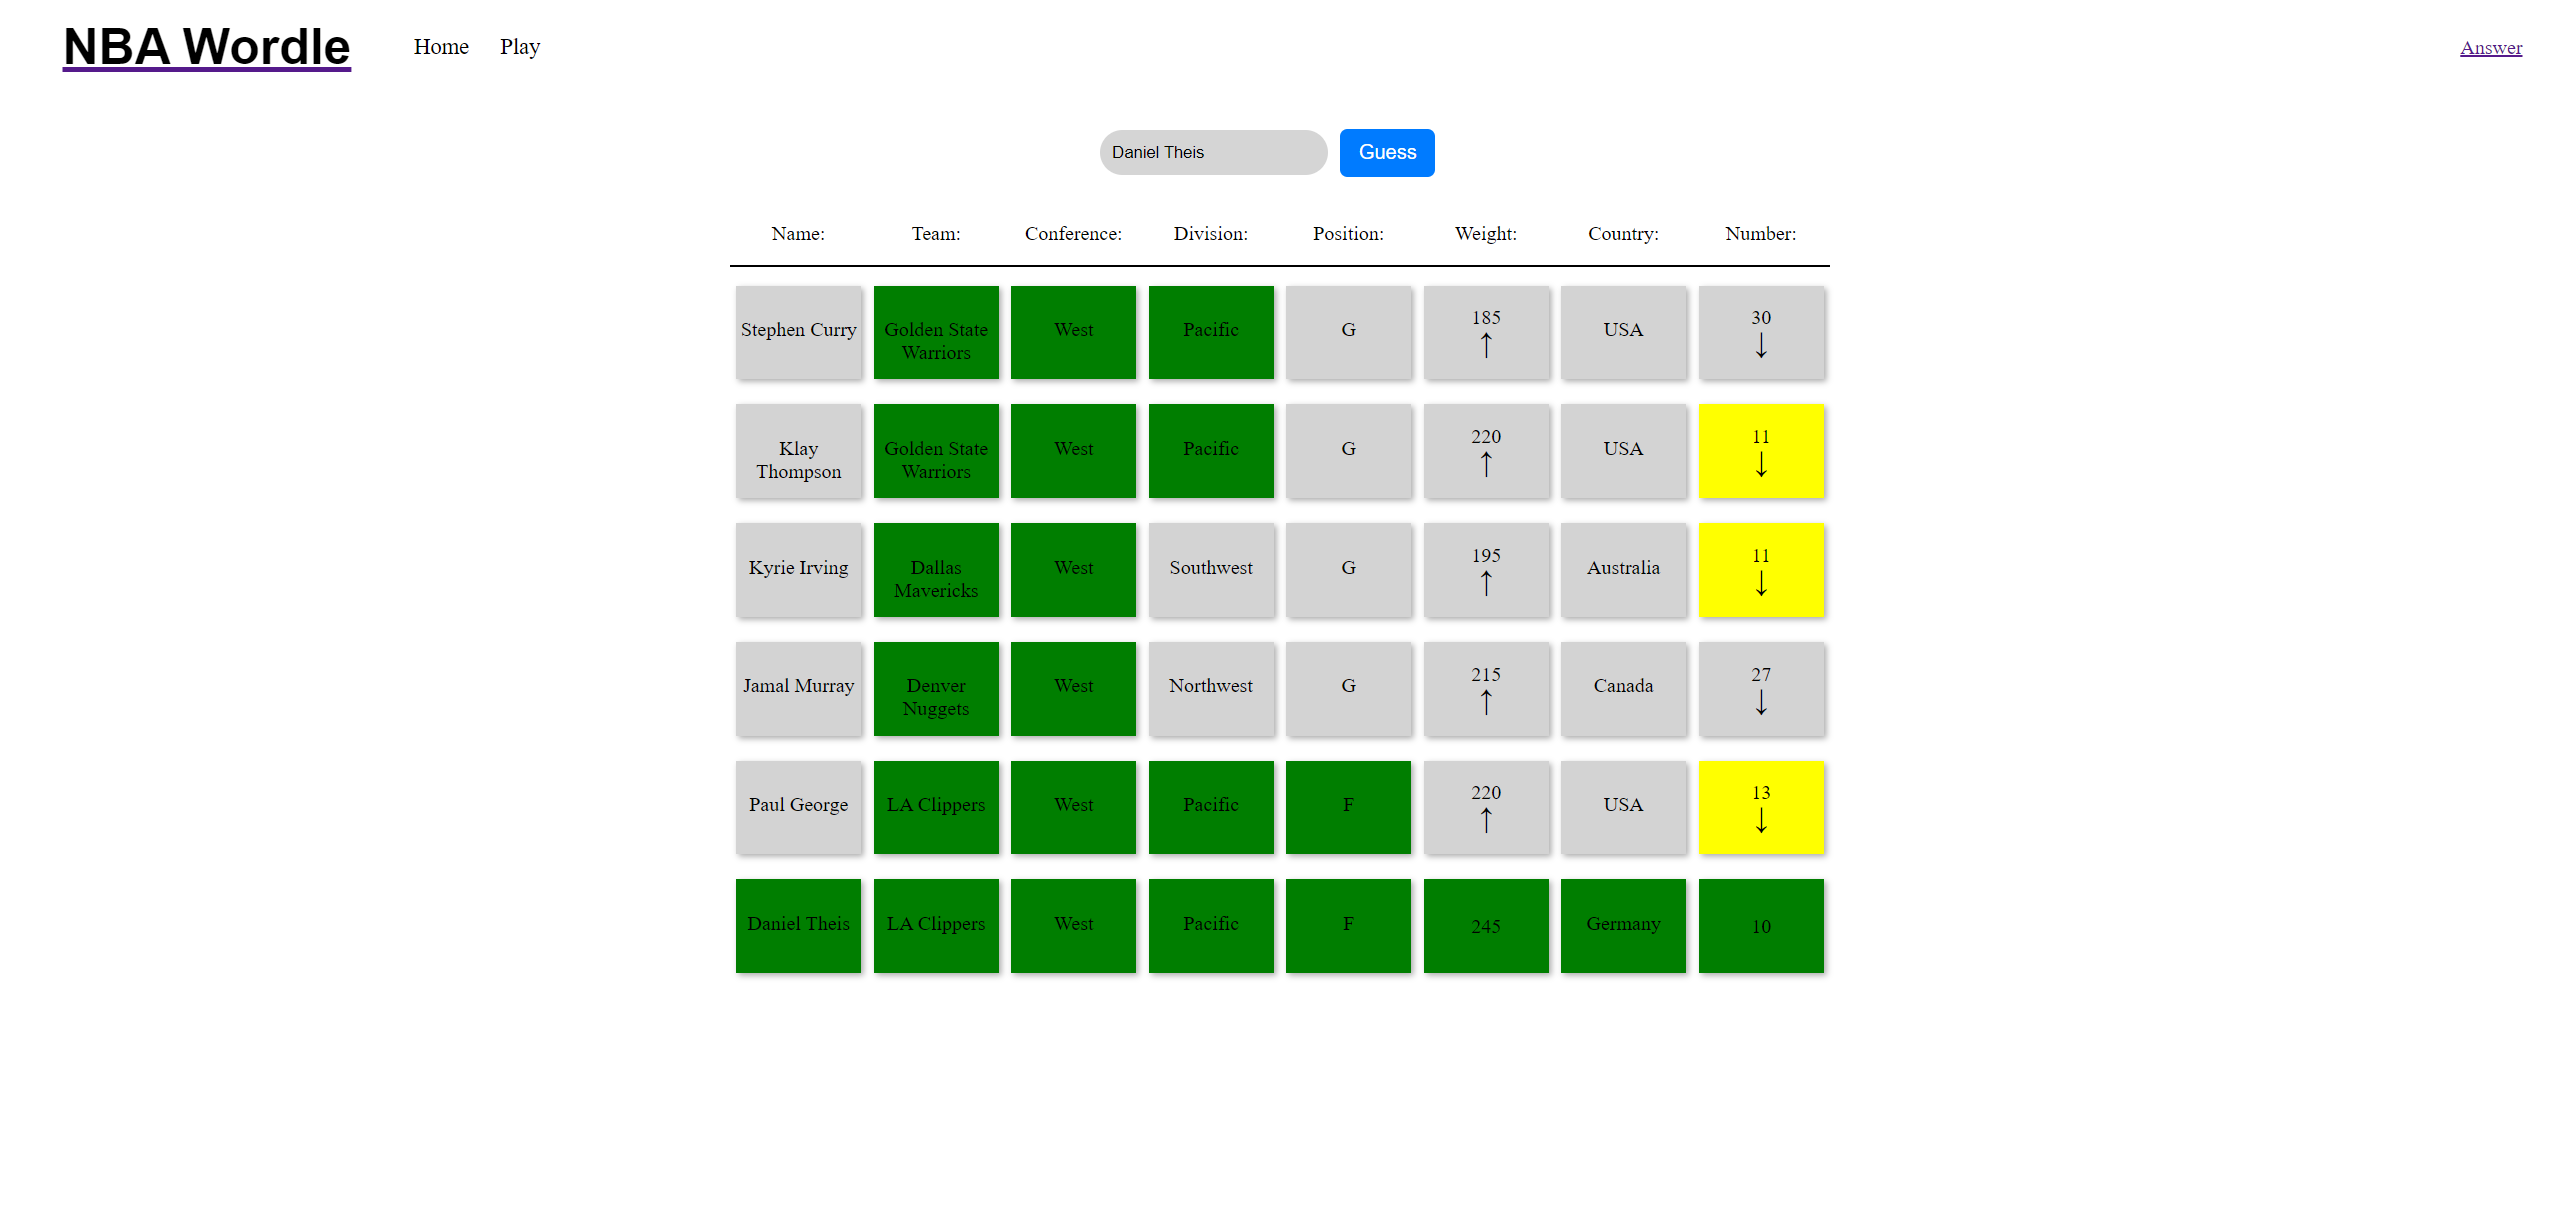 NBA Wordle Home Play Answer
Daniel Theis Guess
Name: Team: Conference: Division: Position: Weight: Country: Number:
Stephen Curry Golden State Warriors West Pacific G 185 ↑ USA 30 ↓
Klay Thompson Golden State Warriors West Pacific G 220 ↑ USA 11 ↓
Kyrie Irving Dallas Mavericks West Southwest G 195 ↑ Australia 11 ↓
Jamal Murray Denver Nuggets West Northwest G 215 ↑ Canada 27 ↓
Paul George LA Clippers West Pacific F 220 ↑ USA 13 ↓
Daniel Theis LA Clippers West Pacific F 245 Germany 10